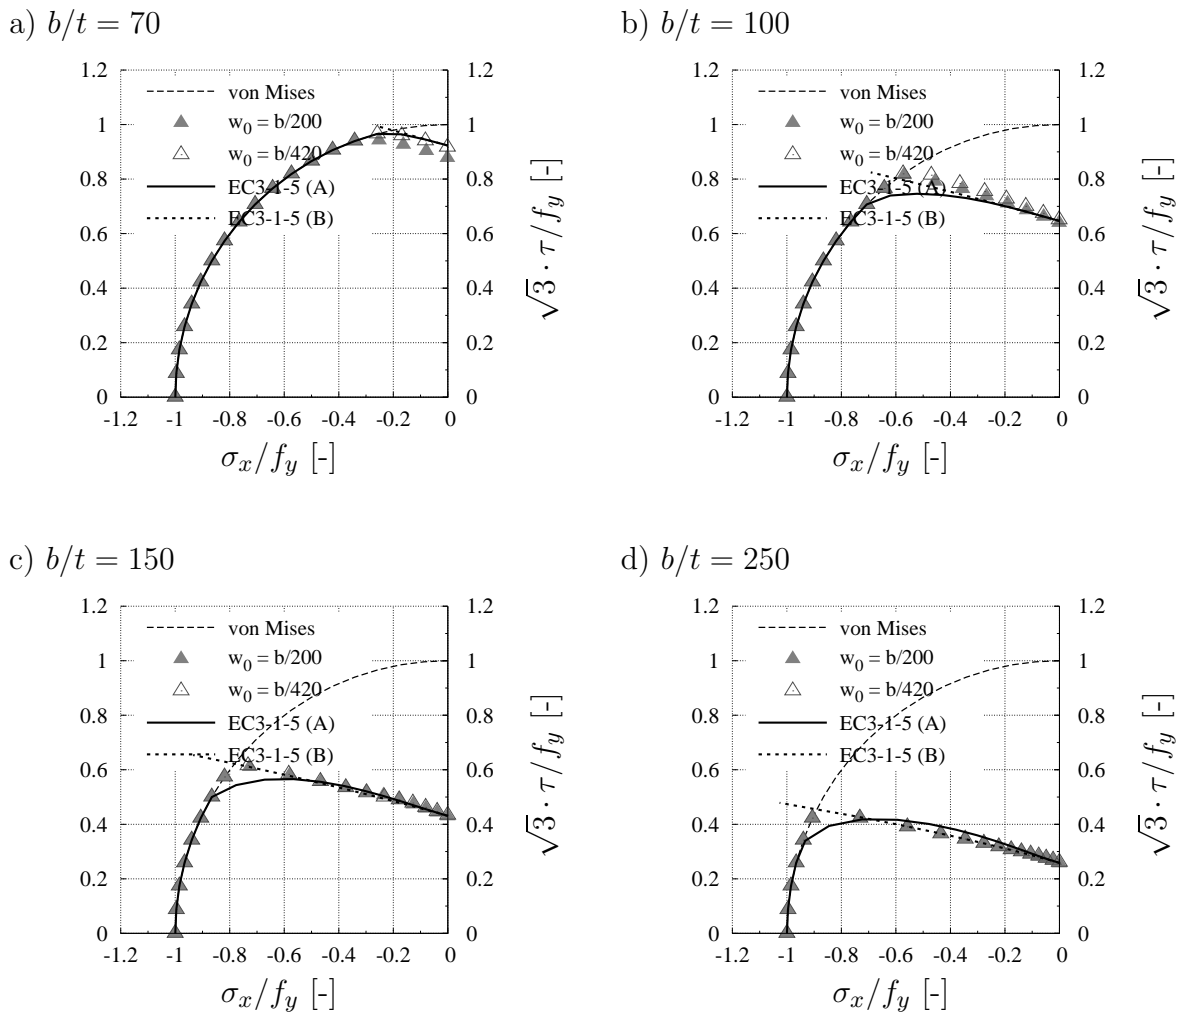 a) b/t = 70
1.2 1.2
von Mises
1 1
w₀ = b/200
w₀ = b/420
0.8 0.8
EC3-1-5 (A)
EC3-1-5 (B)
0.6 0.6
0.4 0.4
0.2 0.2
0 0
-1.2 -1 -0.8 -0.6 -0.4 -0.2 0
σₓ/f_y [-]
√3 · τ/f_y [-]
b) b/t = 100
1.2 1.2
von Mises
1 1
w₀ = b/200
w₀ = b/420
0.8 0.8
EC3-1-5 (A)
EC3-1-5 (B)
0.6 0.6
0.4 0.4
0.2 0.2
0 0
-1.2 -1 -0.8 -0.6 -0.4 -0.2 0
σₓ/f_y [-]
√3 · τ/f_y [-]
c) b/t = 150
1.2 1.2
von Mises
1 1
w₀ = b/200
w₀ = b/420
0.8 0.8
EC3-1-5 (A)
EC3-1-5 (B)
0.6 0.6
0.4 0.4
0.2 0.2
0 0
-1.2 -1 -0.8 -0.6 -0.4 -0.2 0
σₓ/f_y [-]
√3 · τ/f_y [-]
d) b/t = 250
1.2 1.2
von Mises
1 1
w₀ = b/200
w₀ = b/420
0.8 0.8
EC3-1-5 (A)
EC3-1-5 (B)
0.6 0.6
0.4 0.4
0.2 0.2
0 0
-1.2 -1 -0.8 -0.6 -0.4 -0.2 0
σₓ/f_y [-]
√3 · τ/f_y [-]